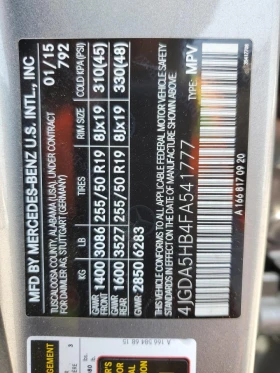 MFD BY MERCEDES-BENZ U.S. INTL., INC
01/15
TUSCALOOSA COUNTY, ALABAMA (USA), UNDER CONTRACT
FOR DAIMLER AG, STUTTGART (GERMANY)
792
KG LB TIRES RIM SIZE COLD KPA(PSI)
GAWR FRONT 1400 3086 255/50 R19 8Jx19 310(45)
GAWR REAR 1600 3527 255/50 R19 8Jx19 330(48)
GVWR 2850 6283
THIS VEHICLE CONFORMS TO ALL APPLICABLE FEDERAL MOTOR VEHICLE SAFETY
STANDARDS IN EFFECT ON THE DATE OF MANUFACTURE SHOWN ABOVE.
4JGDA5HB4FA541777 TYPE: MPV
A 166 817 09 20